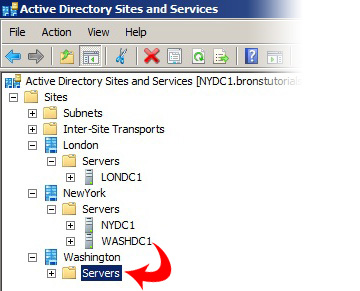 Active Directory Sites and Services
File Action View Help
Active Directory Sites and Services [NYDC1.bronstutorial
Sites
Subnets
Inter-Site Transports
London
Servers
LONDC1
NewYork
Servers
NYDC1
WASHDC1
Washington
Servers